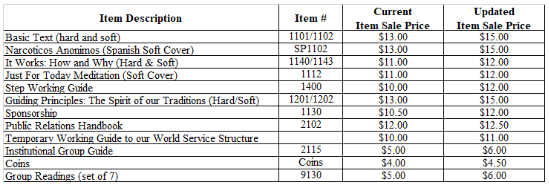 Item Description Item # Current Item Sale Price Updated Item Sale Price
Basic Text (hard and soft) 1101/1102 $13.00 $15.00
Narcoticos Anonimos (Spanish Soft Cover) SP1102 $13.00 $15.00
It Works: How and Why (Hard & Soft) 1140/1143 $11.00 $12.00
Just For Today Meditation (Soft Cover) 1112 $11.00 $12.00
Step Working Guide 1400 $10.00 $12.00
Guiding Principles: The Spirit of our Traditions (Hard/Soft) 1201/1202 $13.00 $15.00
Sponsorship 1130 $10.50 $12.00
Public Relations Handbook 2102 $12.00 $12.50
Temporary Working Guide to our World Service Structure $10.00 $11.00
Institutional Group Guide 2115 $5.00 $6.00
Coins Coins $4.00 $4.50
Group Readings (set of 7) 9130 $5.00 $6.00